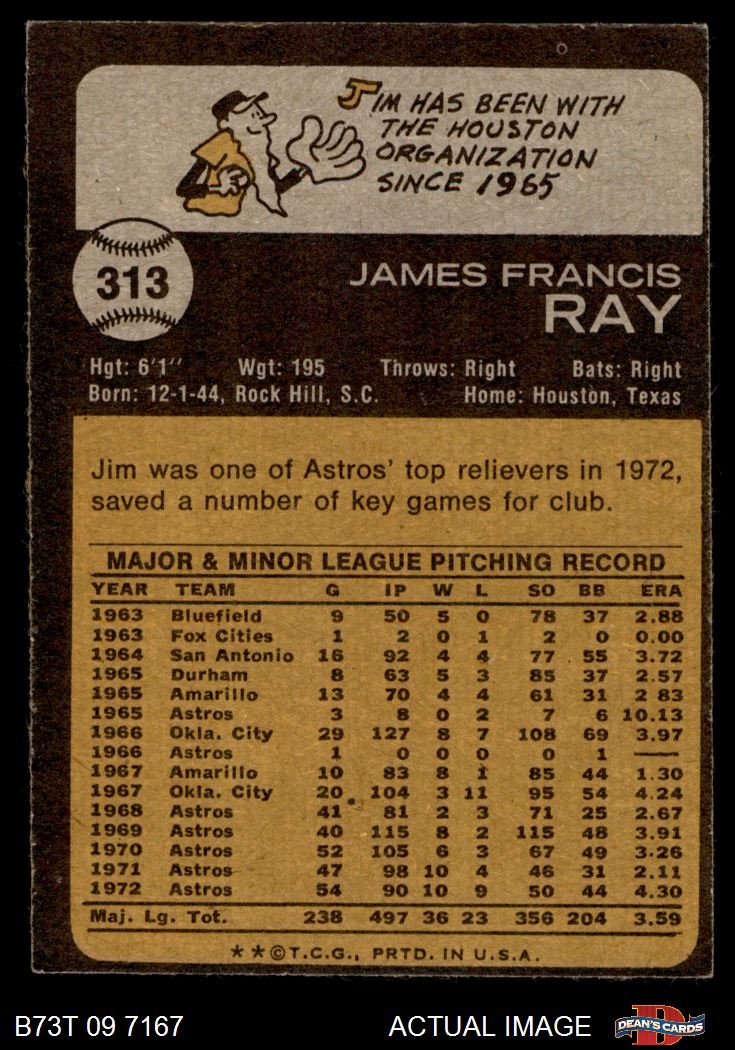 JIM HAS BEEN WITH
THE HOUSTON
ORGANIZATION
SINCE 1965
313
JAMES FRANCIS
RAY
Hgt: 6'1" Wgt: 195 Throws: Right Bats: Right
Born: 12-1-44, Rock Hill, S.C. Home: Houston, Texas
Jim was one of Astros' top relievers in 1972,
saved a number of key games for club.
MAJOR & MINOR LEAGUE PITCHING RECORD
YEAR TEAM G IP W L SO BB ERA
1963 Bluefield 9 50 5 0 78 37 2.88
1963 Fox Cities 1 2 0 1 2 0 0.00
1964 San Antonio 16 92 4 4 77 55 3.72
1965 Durham 8 63 5 3 85 37 2.57
1965 Amarillo 13 70 4 4 61 31 2 83
1965 Astros 3 8 0 2 7 6 10.13
1966 Okla. City 29 127 8 7 108 69 3.97
1966 Astros 1 0 0 0 0 1 —
1967 Amarillo 10 83 8 1 85 44 1.30
1967 Okla. City 20 104 3 11 95 54 4.24
1968 Astros 41 81 2 3 71 25 2.67
1969 Astros 40 115 8 2 115 48 3.91
1970 Astros 52 105 6 3 67 49 3.26
1971 Astros 47 98 10 4 46 31 2.11
1972 Astros 54 90 10 9 50 44 4.30
Maj. Lg. Tot. 238 497 36 23 356 204 3.59
**©T.C.G., PRTD. IN U.S.A.
B73T 09 7167 ACTUAL IMAGE DEAN'S CARDS